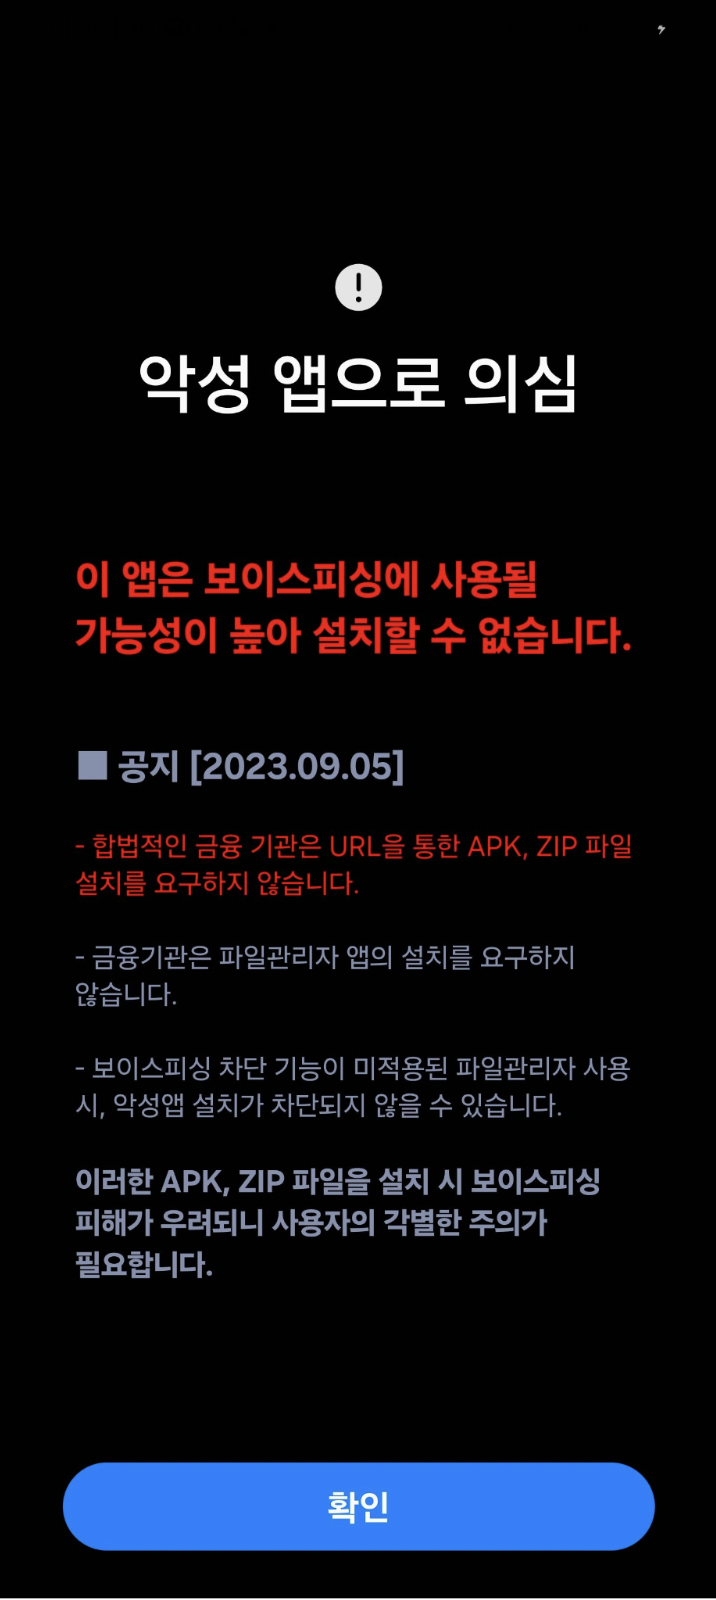 악성 앱으로 의심
이 앱은 보이스피싱에 사용될
가능성이 높아 설치할 수 없습니다.
■ 공지 [2023.09.05]
- 합법적인 금융 기관은 URL을 통한 APK, ZIP 파일
설치를 요구하지 않습니다.
- 금융기관은 파일관리자 앱의 설치를 요구하지
않습니다.
- 보이스피싱 차단 기능이 미적용된 파일관리자 사용
시, 악성앱 설치가 차단되지 않을 수 있습니다.
이러한 APK, ZIP 파일을 설치 시 보이스피싱
피해가 우려되니 사용자의 각별한 주의가
필요합니다.
확인